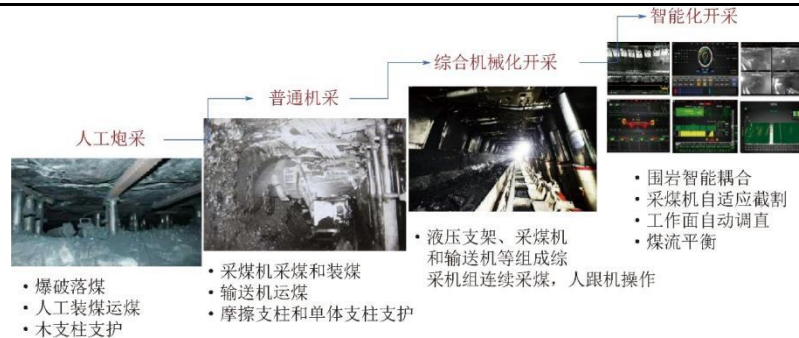 智能化开采
综合机械化开采
普通机采
人工炮采
• 爆破落煤
• 人工装煤运煤
• 木支柱支护
• 采煤机采煤和装煤
• 输送机运煤
• 摩擦支柱和单体支柱支护
• 液压支架、采煤机
和输送机等组成综
采机组连续采煤，人跟机操作
• 围岩智能耦合
• 采煤机自适应截割
• 工作面自动调直
• 煤流平衡